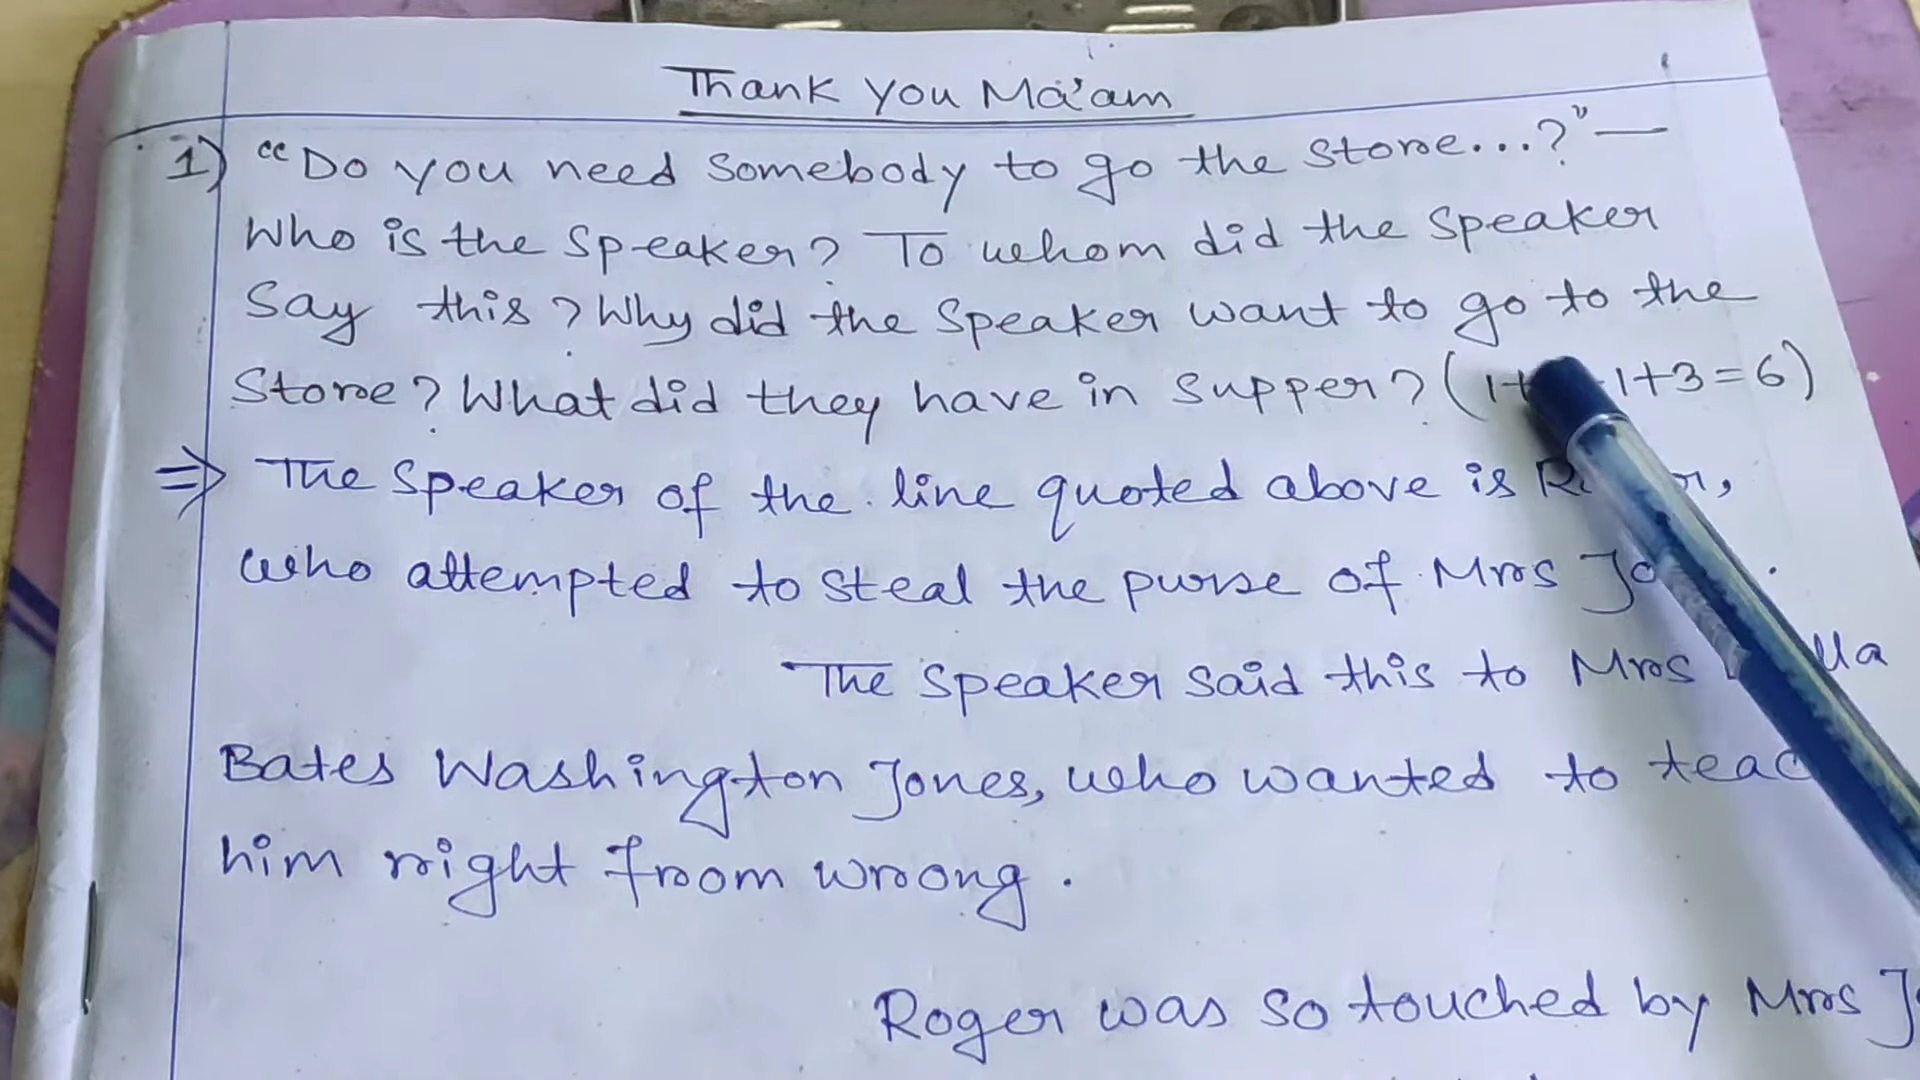 Thank You Ma'am
1) "Do you need somebody to go the store...?" —
Who is the speaker? To whom did the speaker
say this? Why did the speaker want to go to the
store? What did they have in supper? (1+ 1+3=6)
⇒ The speaker of the line quoted above is
who attempted to steal the purse of Mrs
The speaker said this to Mrs
Bates Washington Jones, who wanted to
him right from wrong.
Roger was so touched by Mrs